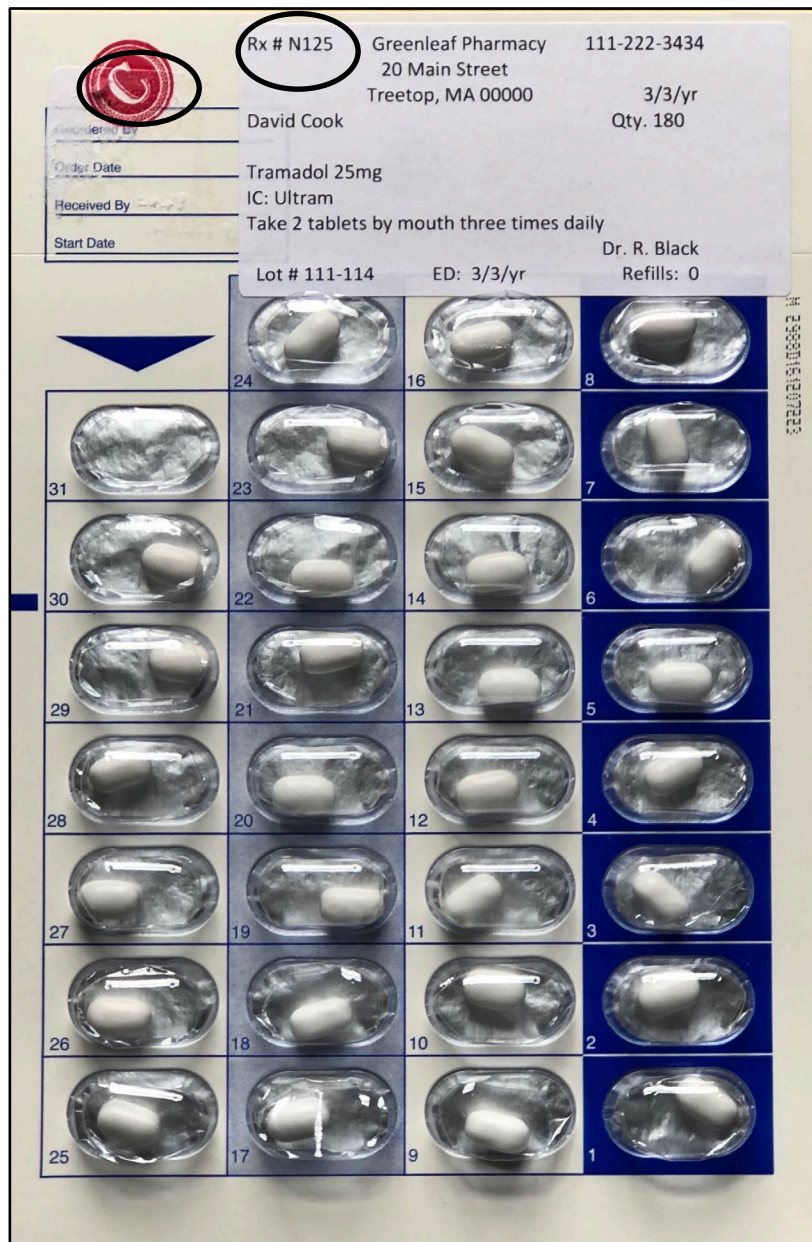 Rx # N125 Greenleaf Pharmacy 111-222-3434
20 Main Street
Treetop, MA 00000 3/3/yr
David Cook Qty. 180
Tramadol 25mg
IC: Ultram
Take 2 tablets by mouth three times daily
Dr. R. Black
Lot # 111-114 ED: 3/3/yr Refills: 0
C
Reordered By
Order Date
Received By
Start Date
24 16 8
31 23 15 7
30 22 14 6
29 21 13 5
28 20 12 4
27 19 11 3
26 18 10 2
25 17 9 1